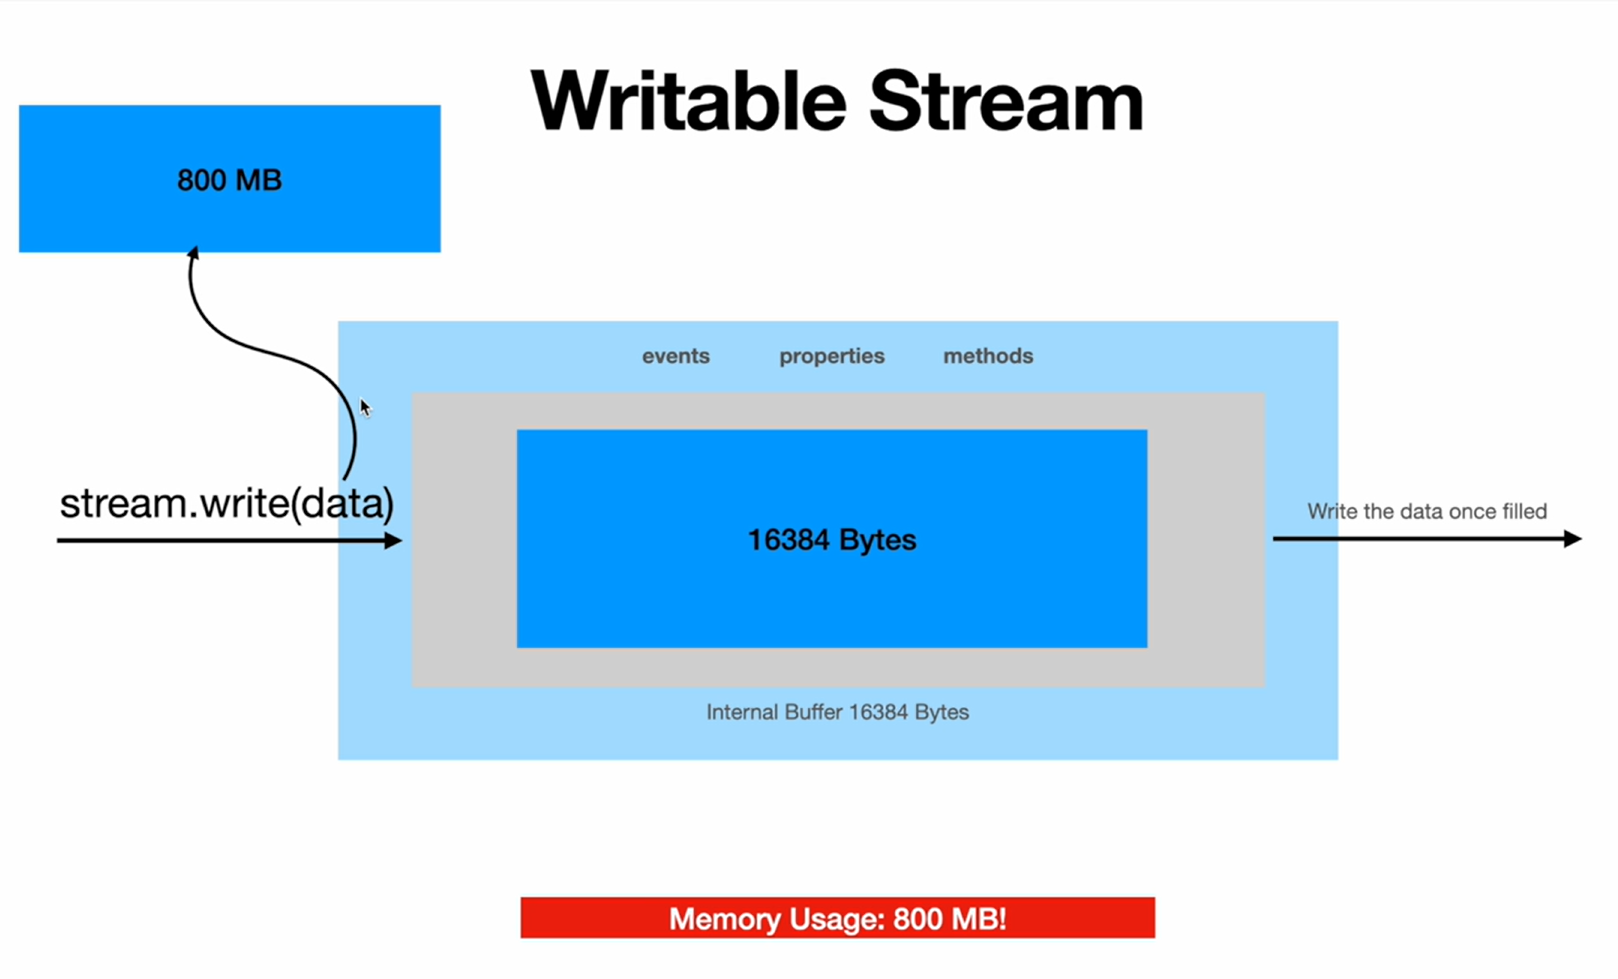 Writable Stream
800 MB
events properties methods
stream.write(data)
16384 Bytes
Write the data once filled
Internal Buffer 16384 Bytes
Memory Usage: 800 MB!